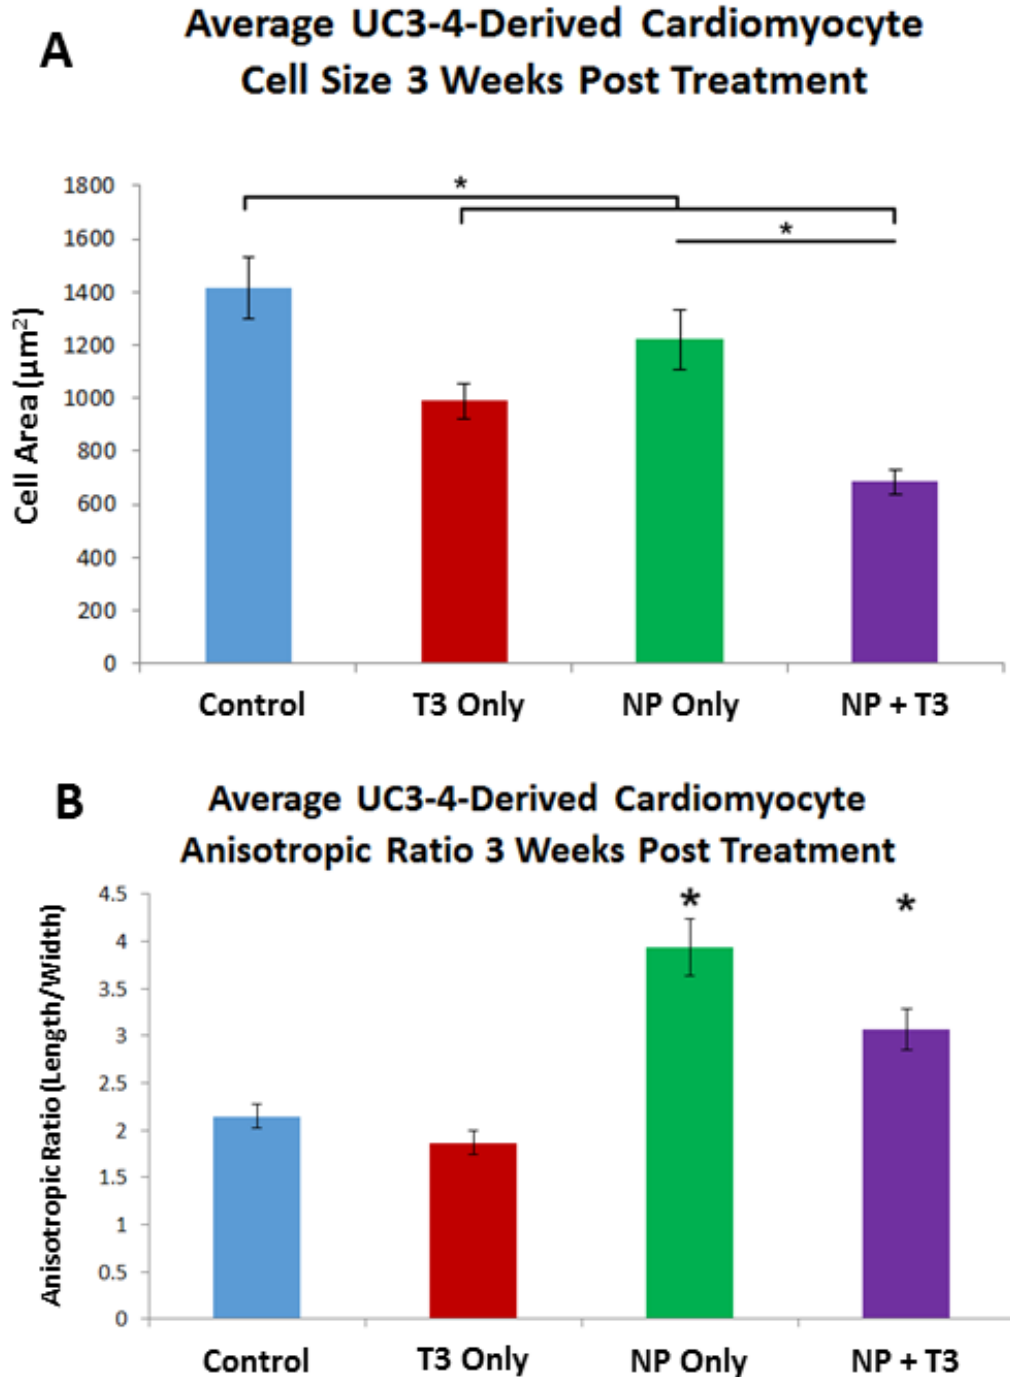 A
Average UC3-4-Derived Cardiomyocyte
Cell Size 3 Weeks Post Treatment
*
*
1800
1600
1400
1200
1000
800
600
400
200
0
Cell Area (µm²)
Control T3 Only NP Only NP + T3
B
Average UC3-4-Derived Cardiomyocyte
Anisotropic Ratio 3 Weeks Post Treatment
* *
4.5
4
3.5
3
2.5
2
1.5
1
0.5
0
Anisotropic Ratio (Length/Width)
Control T3 Only NP Only NP + T3